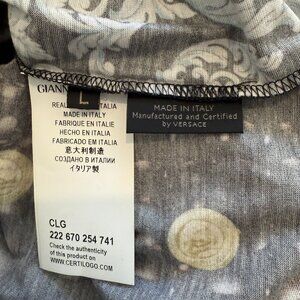 GIANN
L
REAL
ITALIA
MADE IN ITALY
FABRIQUE EN ITALIE
HECHO EN ITALIA
FABRICADO EM ITALIA
意大利制造
СОЗДАНО В ИТАЛИИ
イタリア製
CLG
222 670 254 741
Check the authenticity
of this product on
WWW.CERTILOGO.COM
MADE IN ITALY
Manufactured and Certified
by VERSACE